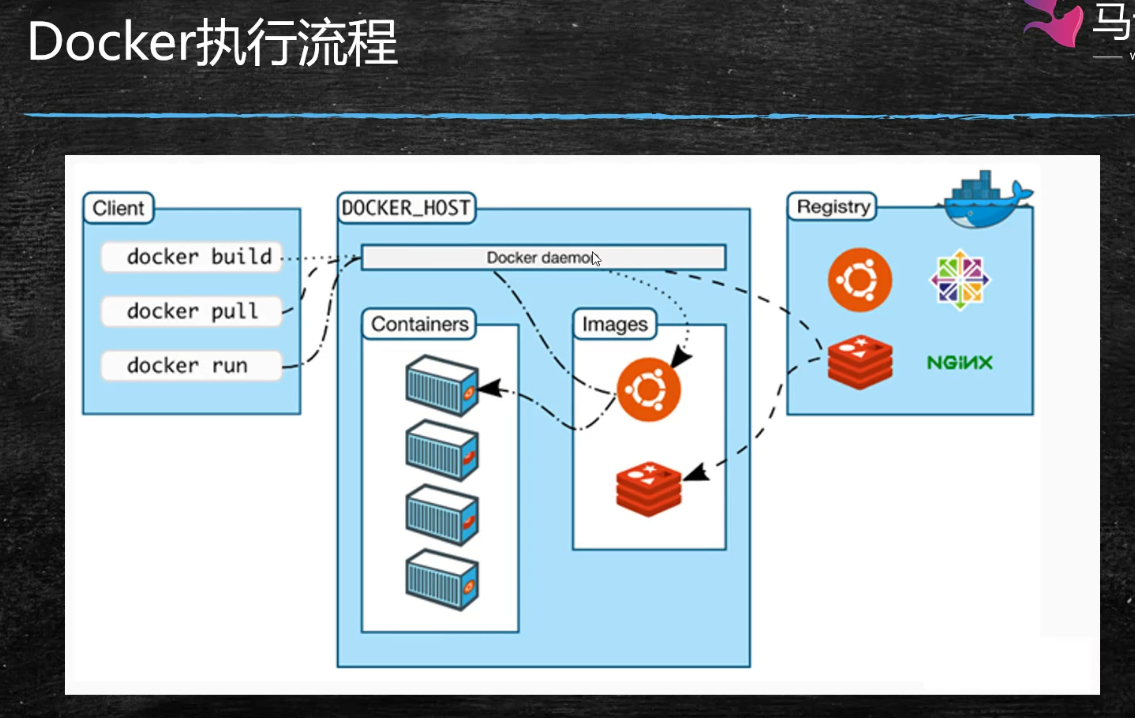 Docker执行流程
马
Client
docker build
docker pull
docker run
DOCKER_HOST
Docker daemon
Containers
Images
Registry
NGINX